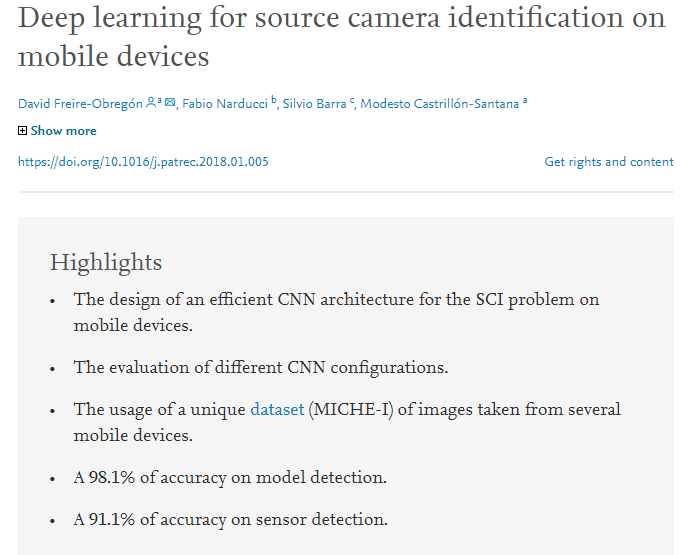 Deep learning for source camera identification on
mobile devices
David Freire-Obregón a, Fabio Narducci b, Silvio Barra c, Modesto Castrillón-Santana a
Show more
https://doi.org/10.1016/j.patrec.2018.01.005 Get rights and content
Highlights
• The design of an efficient CNN architecture for the SCI problem on
mobile devices.
• The evaluation of different CNN configurations.
• The usage of a unique dataset (MICHE-I) of images taken from several
mobile devices.
• A 98.1% of accuracy on model detection.
• A 91.1% of accuracy on sensor detection.